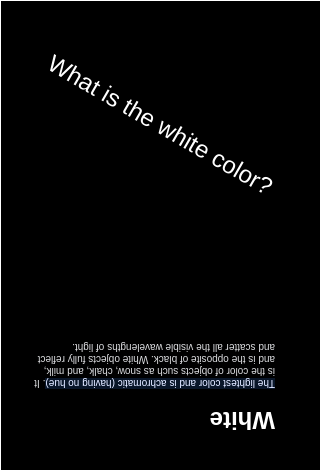 What is the white color?
White
The lightest color and is achromatic (having no hue). It
is the color of objects such as snow, chalk, and milk,
and is the opposite of black. White objects fully reflect
and scatter all the visible wavelengths of light.